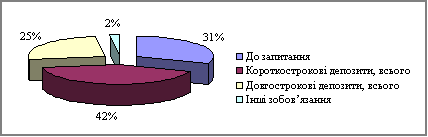 2%
25%
31%
42%
До запитання
Короткострокові депозити, всього
Довгострокові депозити, всього
Інші зобов’язання